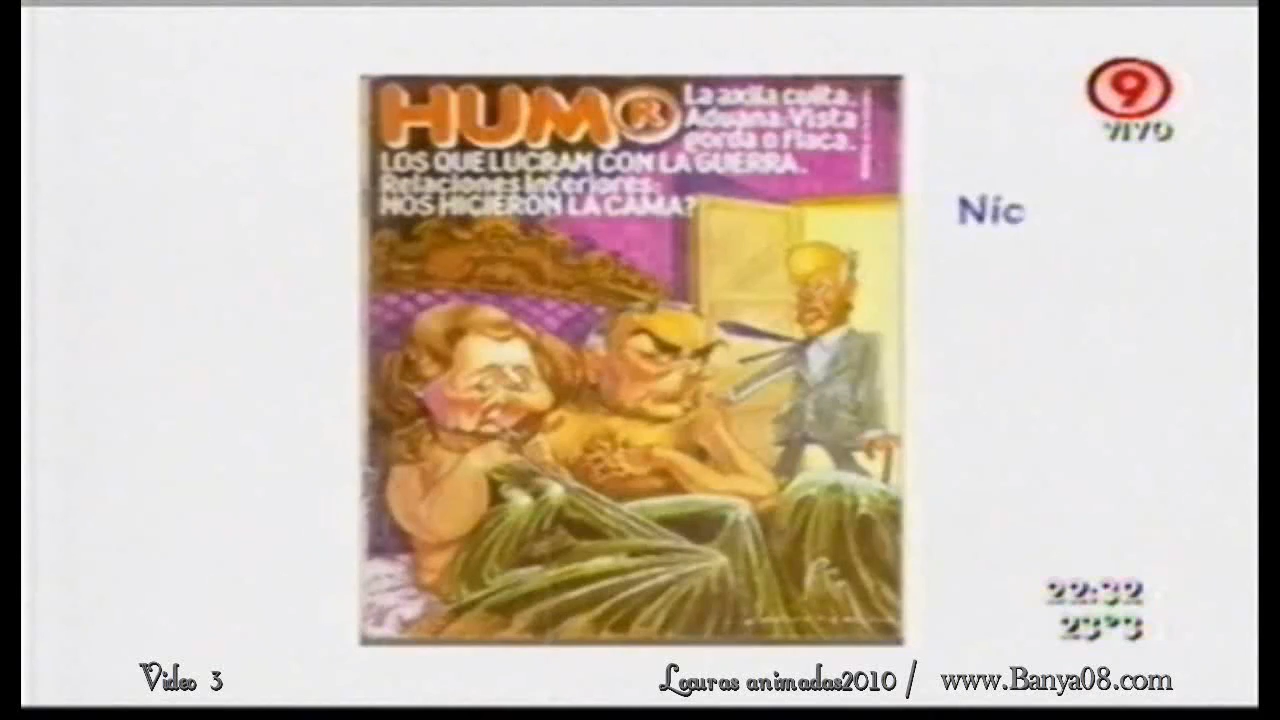 HUM®
La axila culta.
Aduana: Vista
gorda o flaca.
LOS QUE LUCRAN CON LA GUERRA.
Relaciones Interiores:
NOS HICIERON LA CAMA?
9
VIVO
Nic
22:32
23°3
Video 3
Locuras animadas2010 / www.Banya08.com